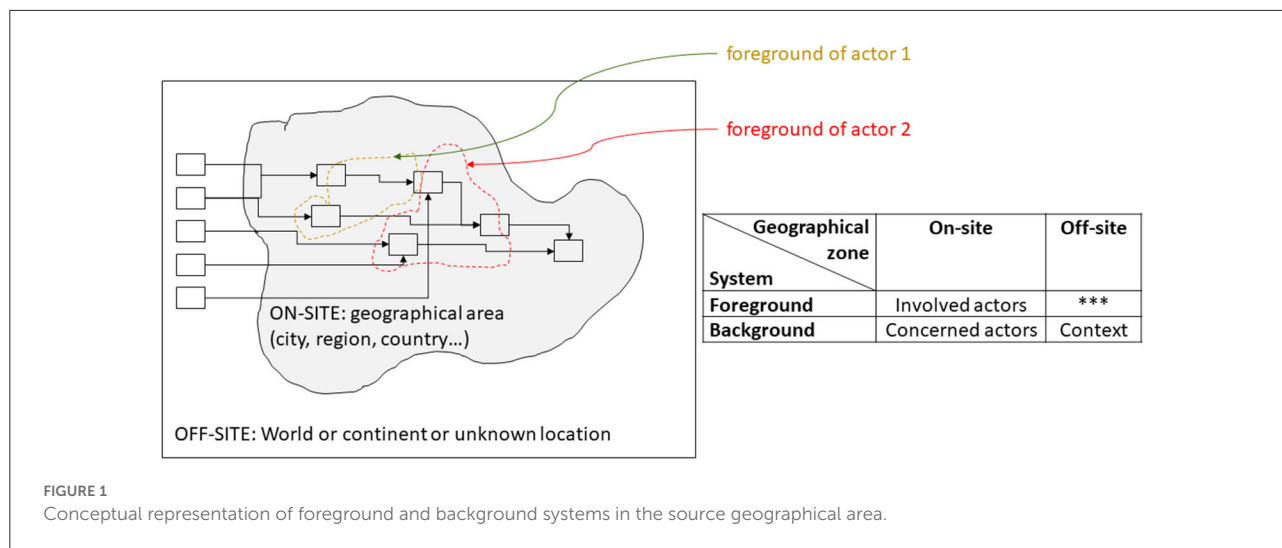 foreground of actor 1
foreground of actor 2
ON-SITE: geographical area
(city, region, country...)
OFF-SITE: World or continent or unknown location
Geographical zone On-site Off-site
System
Foreground Involved actors ***
Background Concerned actors Context
FIGURE 1
Conceptual representation of foreground and background systems in the source geographical area.